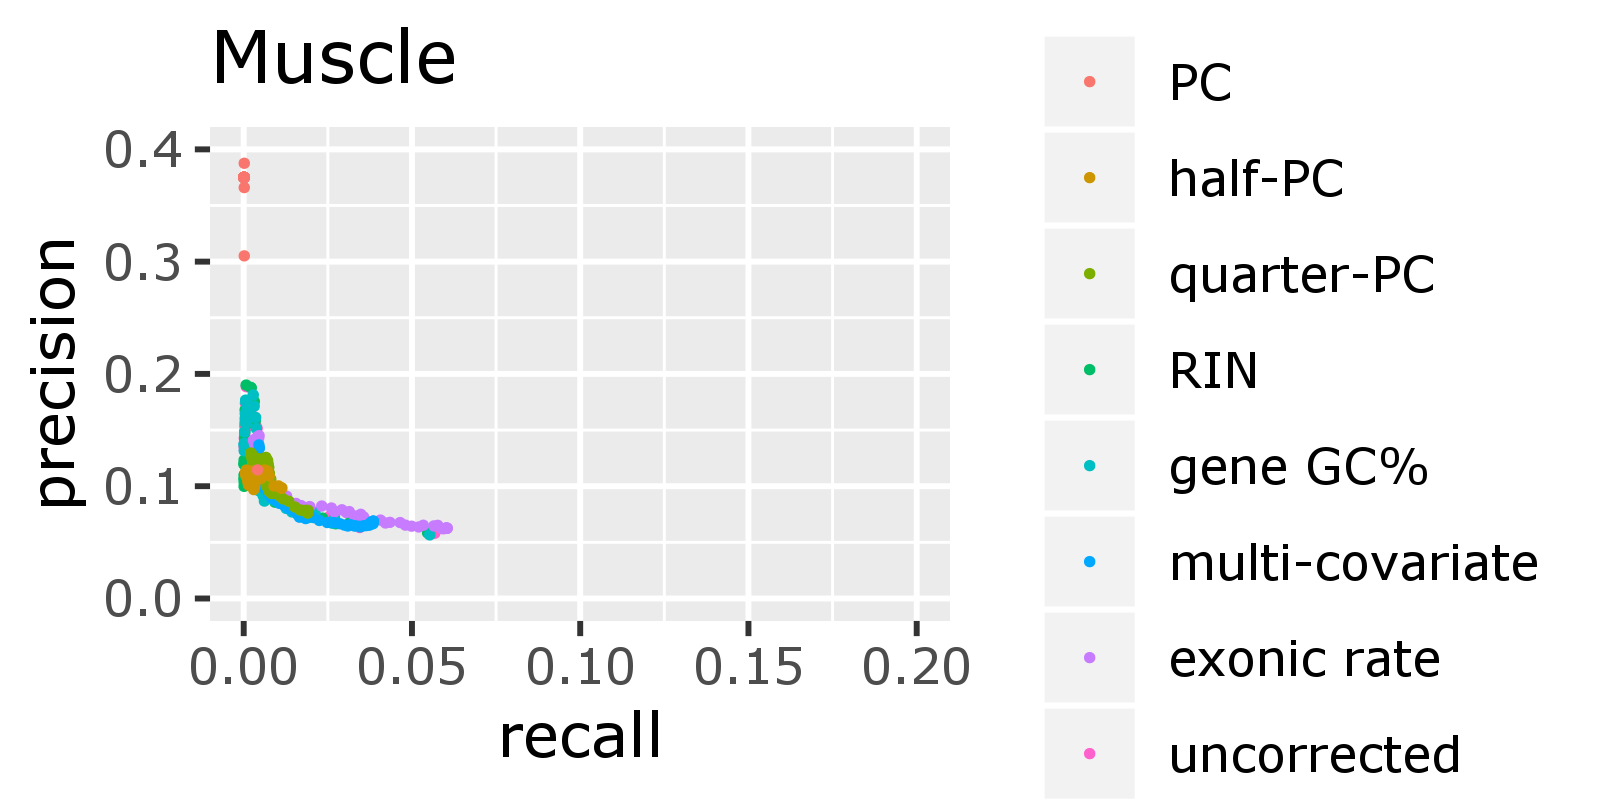 Muscle
precision
0.4
0.3
0.2
0.1
0.0
0.00 0.05 0.10 0.15 0.20
recall
PC
half-PC
quarter-PC
RIN
gene GC%
multi-covariate
exonic rate
uncorrected